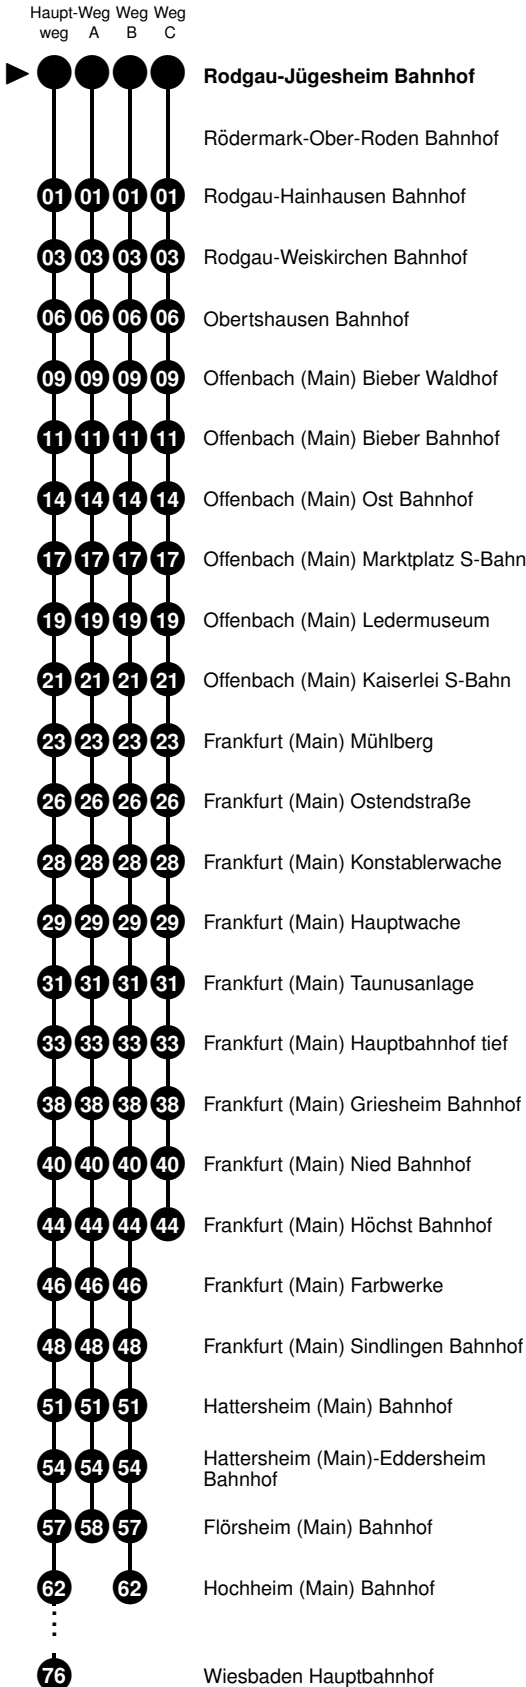 Haupt- Weg Weg Weg
weg A B C
Rodgau-Jügesheim Bahnhof
Rödermark-Ober-Roden Bahnhof
01 01 01 01 Rodgau-Hainhausen Bahnhof
03 03 03 03 Rodgau-Weiskirchen Bahnhof
06 06 06 06 Obertshausen Bahnhof
09 09 09 09 Offenbach (Main) Bieber Waldhof
11 11 11 11 Offenbach (Main) Bieber Bahnhof
14 14 14 14 Offenbach (Main) Ost Bahnhof
17 17 17 17 Offenbach (Main) Marktplatz S-Bahn
19 19 19 19 Offenbach (Main) Ledermuseum
21 21 21 21 Offenbach (Main) Kaiserlei S-Bahn
23 23 23 23 Frankfurt (Main) Mühlberg
26 26 26 26 Frankfurt (Main) Ostendstraße
28 28 28 28 Frankfurt (Main) Konstablerwache
29 29 29 29 Frankfurt (Main) Hauptwache
31 31 31 31 Frankfurt (Main) Taunusanlage
33 33 33 33 Frankfurt (Main) Hauptbahnhof tief
38 38 38 38 Frankfurt (Main) Griesheim Bahnhof
40 40 40 40 Frankfurt (Main) Nied Bahnhof
44 44 44 44 Frankfurt (Main) Höchst Bahnhof
46 46 46 Frankfurt (Main) Farbwerke
48 48 48 Frankfurt (Main) Sindlingen Bahnhof
51 51 51 Hattersheim (Main) Bahnhof
54 54 54 Hattersheim (Main)-Eddersheim
Bahnhof
57 58 57 Flörsheim (Main) Bahnhof
62 62 Hochheim (Main) Bahnhof
76 Wiesbaden Hauptbahnhof